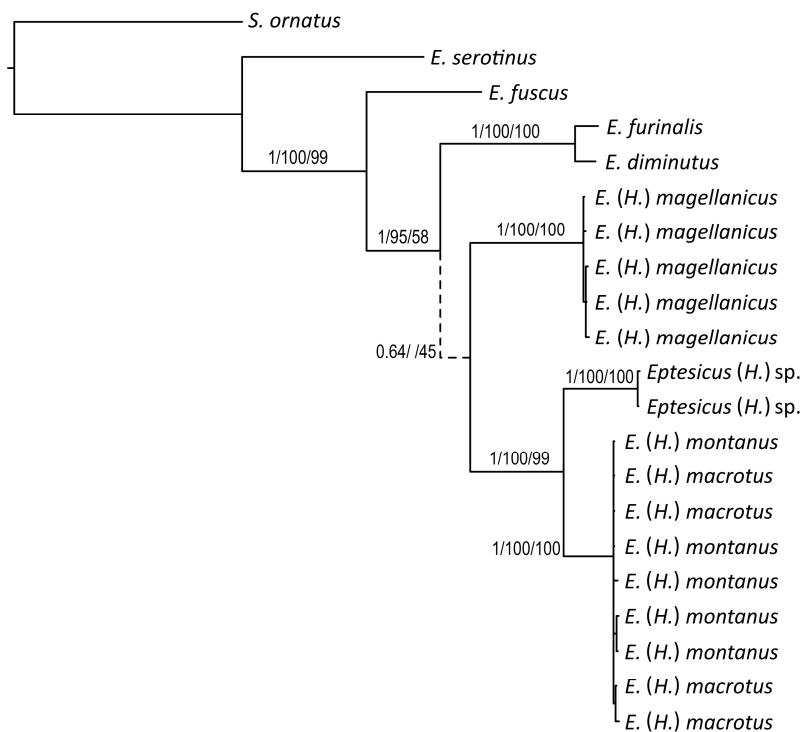 S. ornatus
E. serotinus
E. fuscus
1/100/100
E. furinalis
1/100/99
E. diminutus
E. (H.) magellanicus
1/100/100
E. (H.) magellanicus
1/95/58
E. (H.) magellanicus
E. (H.) magellanicus
E. (H.) magellanicus
0.64/ /45
1/100/100
Eptesicus (H.) sp.
Eptesicus (H.) sp.
E. (H.) montanus
1/100/99
E. (H.) macrotus
E. (H.) macrotus
1/100/100
E. (H.) montanus
E. (H.) montanus
E. (H.) montanus
E. (H.) montanus
E. (H.) macrotus
E. (H.) macrotus